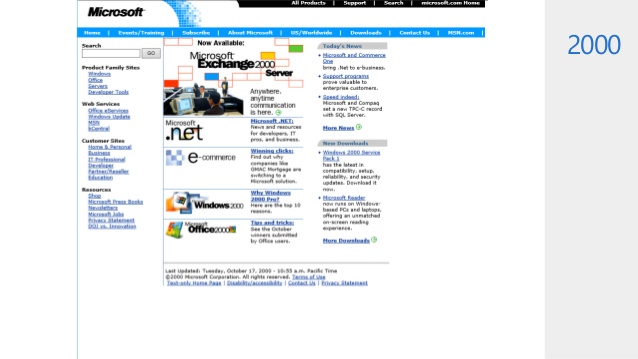 All Products | Support | Search | microsoft.com Home |
Microsoft
Home | Events/Training | Subscribe | About Microsoft | US/Worldwide | Downloads | Contact Us | MSN.com |
2000
Search
GO
Product Family Sites
Windows
Office
Servers
Developer Tools
Web Services
Office eServices
Windows Update
MSN
bCentral
Customer Sites
Home & Personal
Business
IT Professional
Developer
Partner/Reseller
Education
Resources
Shop
Microsoft Press Books
Newsletters
Microsoft Jobs
Privacy Statement
DOJ vs. Innovation
Now Available:
Microsoft
Exchange 2000
Server
Anywhere,
anytime
communication
is here.
Microsoft
.net
Microsoft .NET:
News and resources
for developers, IT
pros, and business.
e-commerce
Winning clicks:
Find out why
companies like
GMAC Mortgage are
switching to a
Microsoft solution.
Windows 2000
Why Windows
2000 Pro?
Here are the top 10
reasons.
Microsoft
Office 2000
Tips and tricks:
See the October
winners submitted
by Office users.
Today's News
Microsoft and Commerce
One
bring .Net to e-business.
Support programs
prove valuable to
enterprise customers.
Speed indeed:
Microsoft and Compaq
set a new TPC-C record
with SQL Server.
More News
New Downloads
Windows 2000 Service
Pack 1
has the latest in
compatibility, setup,
reliability, and security
updates. Download it
now.
Microsoft Reader
now runs on Windows-
based PCs and laptops,
offering an unmatched
on-screen reading
experience.
More Downloads
Last Updated: Tuesday, October 17, 2000 - 10:33 a.m. Pacific Time
©2000 Microsoft Corporation. All rights reserved. Terms of Use
Text-only Home Page | Disability/accessibility | Contact Us | Privacy Statement